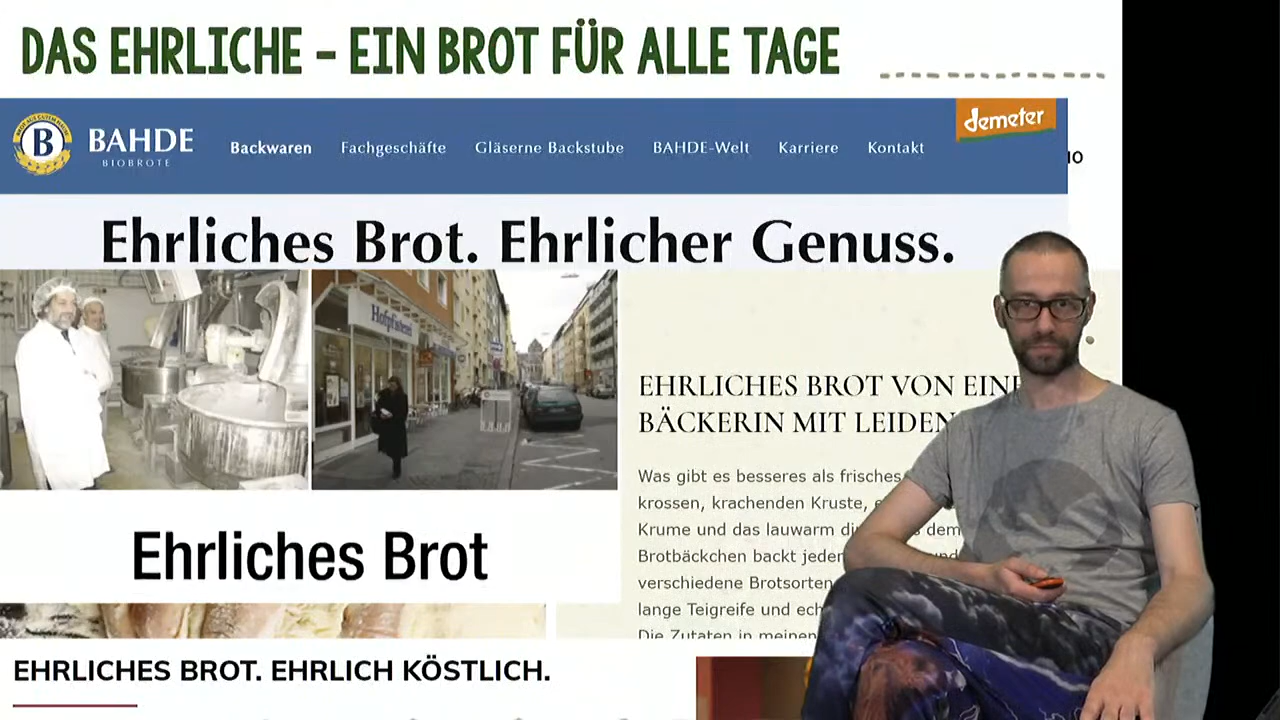 DAS EHRLICHE – EIN BROT FÜR ALLE TAGE
demeter
B BAHDE
BIOBROTE
Backwaren Fachgeschäfte Gläserne Backstube BAHDE-Welt Karriere Kontakt
Ehrliches Brot. Ehrlicher Genuss.
Hofpfisterei
EHRLICHES BROT VON EINE
BÄCKERIN MIT LEIDEN
Was gibt es besseres als frisches
krossen, krachenden Kruste,
Krume und das lauwarm dem
Brotbäckchen backt jeden
verschiedene Brotsorten
lange Teigreife und ech
Die Zutaten in meinen
Ehrliches Brot
EHRLICHES BROT. EHRLICH KÖSTLICH.